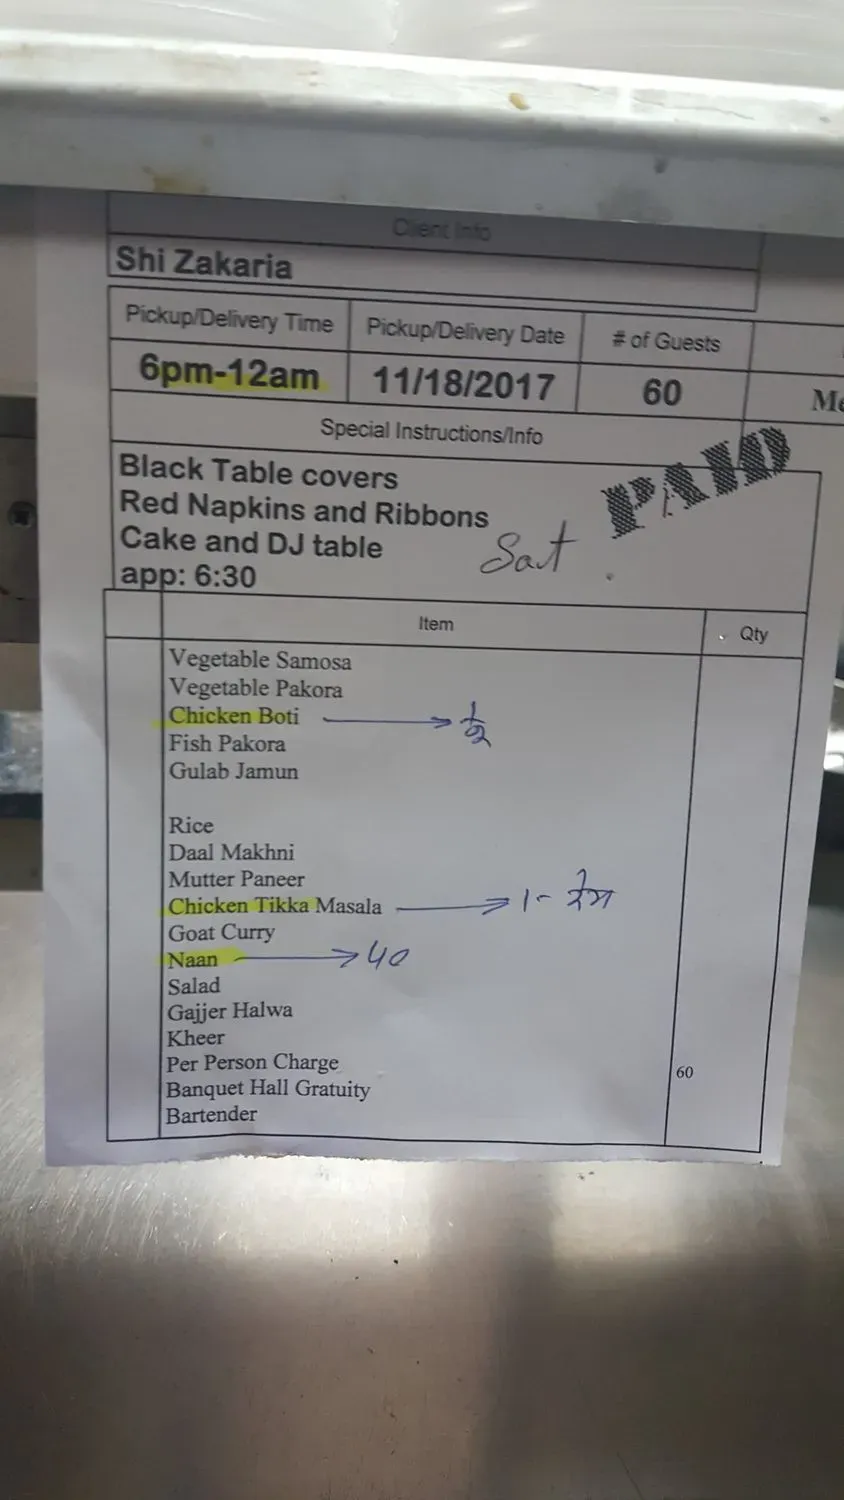 Client Info
Shi Zakaria
Pickup/Delivery Time Pickup/Delivery Date # of Guests
6pm-12am 11/18/2017 60
Special Instructions/Info
PAID
Black Table covers
Red Napkins and Ribbons
Cake and DJ table
Sat
app: 6:30
Item Qty
Vegetable Samosa
Vegetable Pakora
Chicken Boti 1/2
Fish Pakora
Gulab Jamun
Rice
Daal Makhni
Mutter Paneer
Chicken Tikka Masala 1-
Goat Curry
Naan 40
Salad
Gajjer Halwa
Kheer
Per Person Charge 60
Banquet Hall Gratuity
Bartender